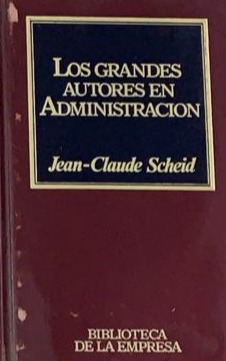 LOS GRANDES
AUTORES EN
ADMINISTRACION
Jean-Claude Scheid
BIBLIOTECA
DE LA EMPRESA